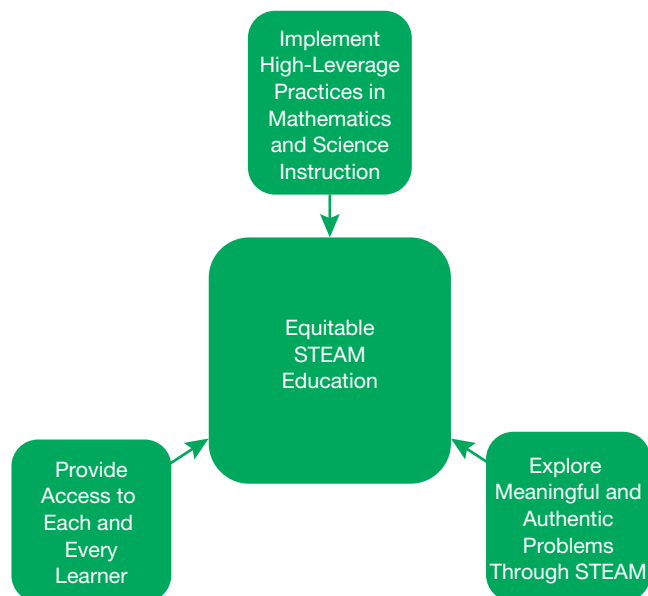 Implement
High-Leverage
Practices in
Mathematics
and Science
Instruction
Equitable
STEAM
Education
Provide
Access to
Each and
Every
Learner
Explore
Meaningful and
Authentic
Problems
Through STEAM